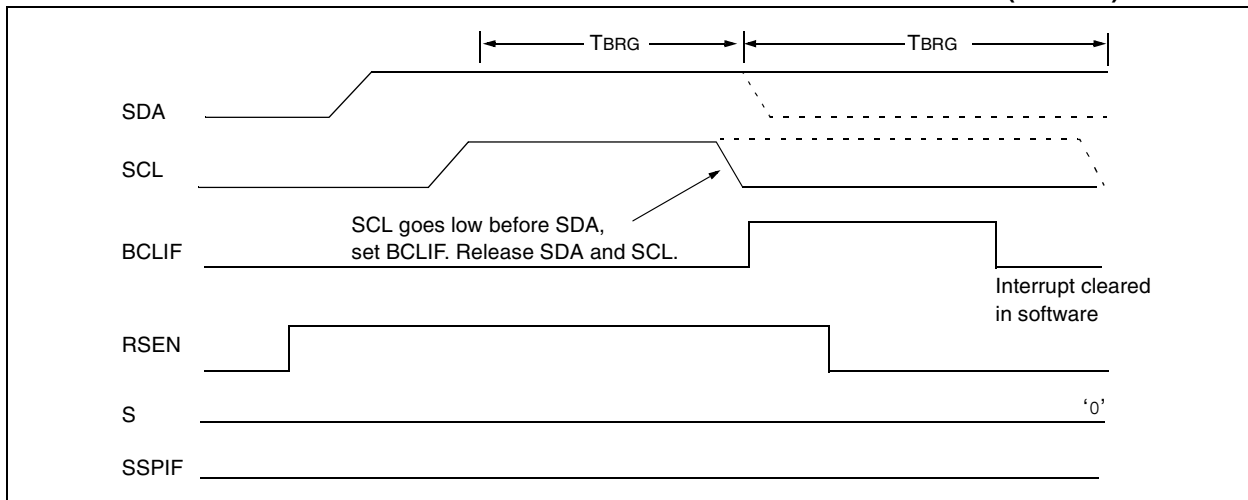 TBRG TBRG
SDA
SCL
SCL goes low before SDA,
set BCLIF. Release SDA and SCL.
BCLIF
Interrupt cleared
in software
RSEN
S ‘0’
SSPIF